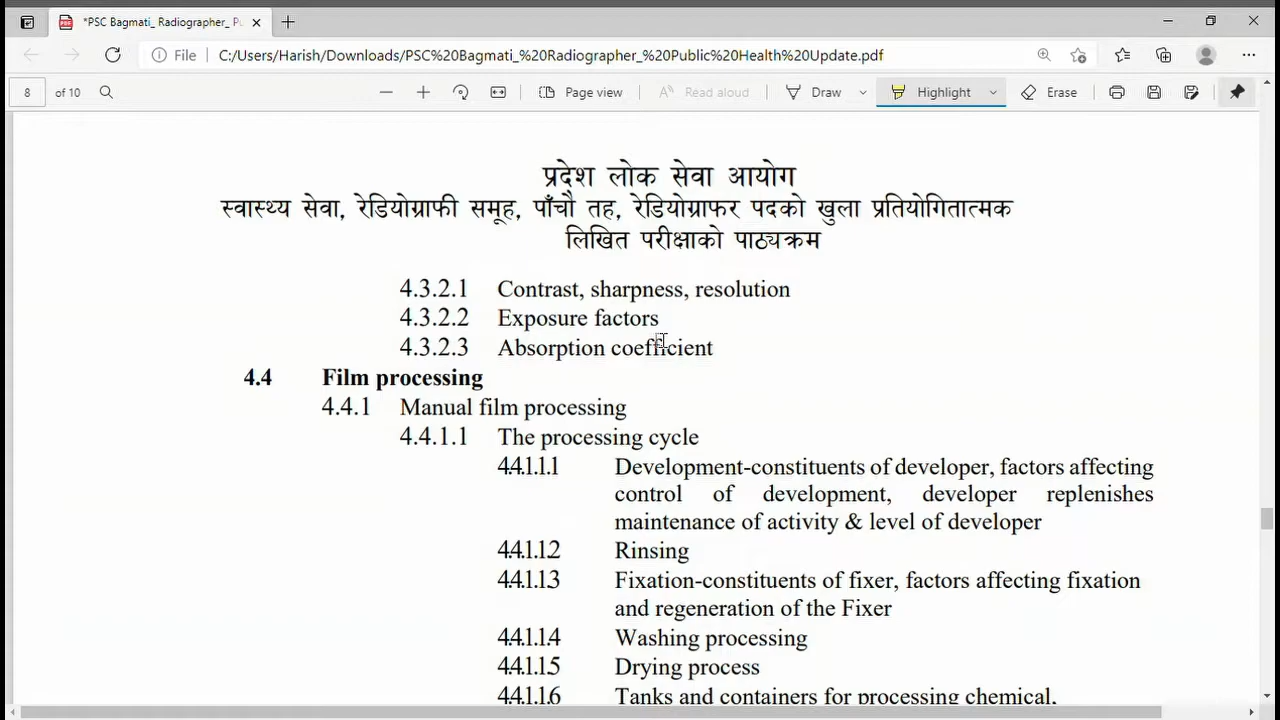 *PSC Bagmati_ Radiographer_ P
File C:/Users/Harish/Downloads/PSC%20Bagmati_%20Radiographer_%20Public%20Health%20Update.pdf
8 of 10 Page view Read aloud Draw Highlight Erase
प्रदेश लोक सेवा आयोग
स्वास्थ्य सेवा, रेडियोग्राफी समूह, पाँचौ तह, रेडियोग्राफर पदको खुला प्रतियोगितात्मक
लिखित परीक्षाको पाठ्यक्रम
4.3.2.1 Contrast, sharpness, resolution
4.3.2.2 Exposure factors
4.3.2.3 Absorption coefficient
4.4 Film processing
4.4.1 Manual film processing
4.4.1.1 The processing cycle
4.4.1.1.1 Development-constituents of developer, factors affecting
control of development, developer replenishes
maintenance of activity & level of developer
4.4.1.1.2 Rinsing
4.4.1.1.3 Fixation-constituents of fixer, factors affecting fixation
and regeneration of the Fixer
4.4.1.1.4 Washing processing
4.4.1.1.5 Drying process
4.4.1.1.6 Tanks and containers for processing chemical,